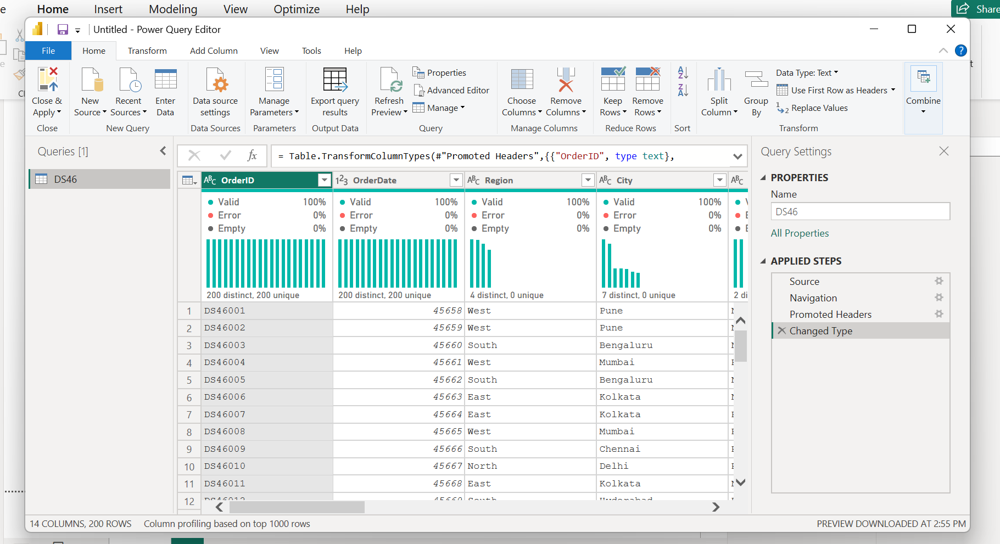 Home Insert Modeling View Optimize Help Share
Untitled - Power Query Editor
File Home Transform Add Column View Tools Help
Close & Apply
Close
New Source
Recent Sources
Enter Data
New Query
Data source settings
Data Sources
Manage Parameters
Parameters
Export query results
Output Data
Refresh Preview
Properties
Advanced Editor
Manage
Query
Choose Columns
Remove Columns
Manage Columns
Keep Rows
Remove Rows
Reduce Rows
Sort
Split Column
Group By
Data Type: Text
Use First Row as Headers
Replace Values
Transform
Combine
Queries [1]
DS46
fx
= Table.TransformColumnTypes(#"Promoted Headers",{{"OrderID", type text},
OrderID OrderDate Region City
Valid 100% Valid 100% Valid 100% Valid 100%
Error 0% Error 0% Error 0% Error 0%
Empty 0% Empty 0% Empty 0% Empty 0%
200 distinct, 200 unique 200 distinct, 200 unique 4 distinct, 0 unique 7 distinct, 0 unique 2 di
1 DS46001 45658 West Pune
2 DS46002 45659 West Pune
3 DS46003 45660 South Bengaluru
4 DS46004 45661 West Mumbai
5 DS46005 45662 South Bengaluru
6 DS46006 45663 East Kolkata
7 DS46007 45664 East Kolkata
8 DS46008 45665 West Mumbai
9 DS46009 45666 South Chennai
10 DS46010 45667 North Delhi
11 DS46011 45668 East Kolkata
12 DS46012 45669 South Hyderabad
Query Settings
PROPERTIES
Name
DS46
All Properties
APPLIED STEPS
Source
Navigation
Promoted Headers
Changed Type
14 COLUMNS, 200 ROWS Column profiling based on top 1000 rows PREVIEW DOWNLOADED AT 2:55 PM